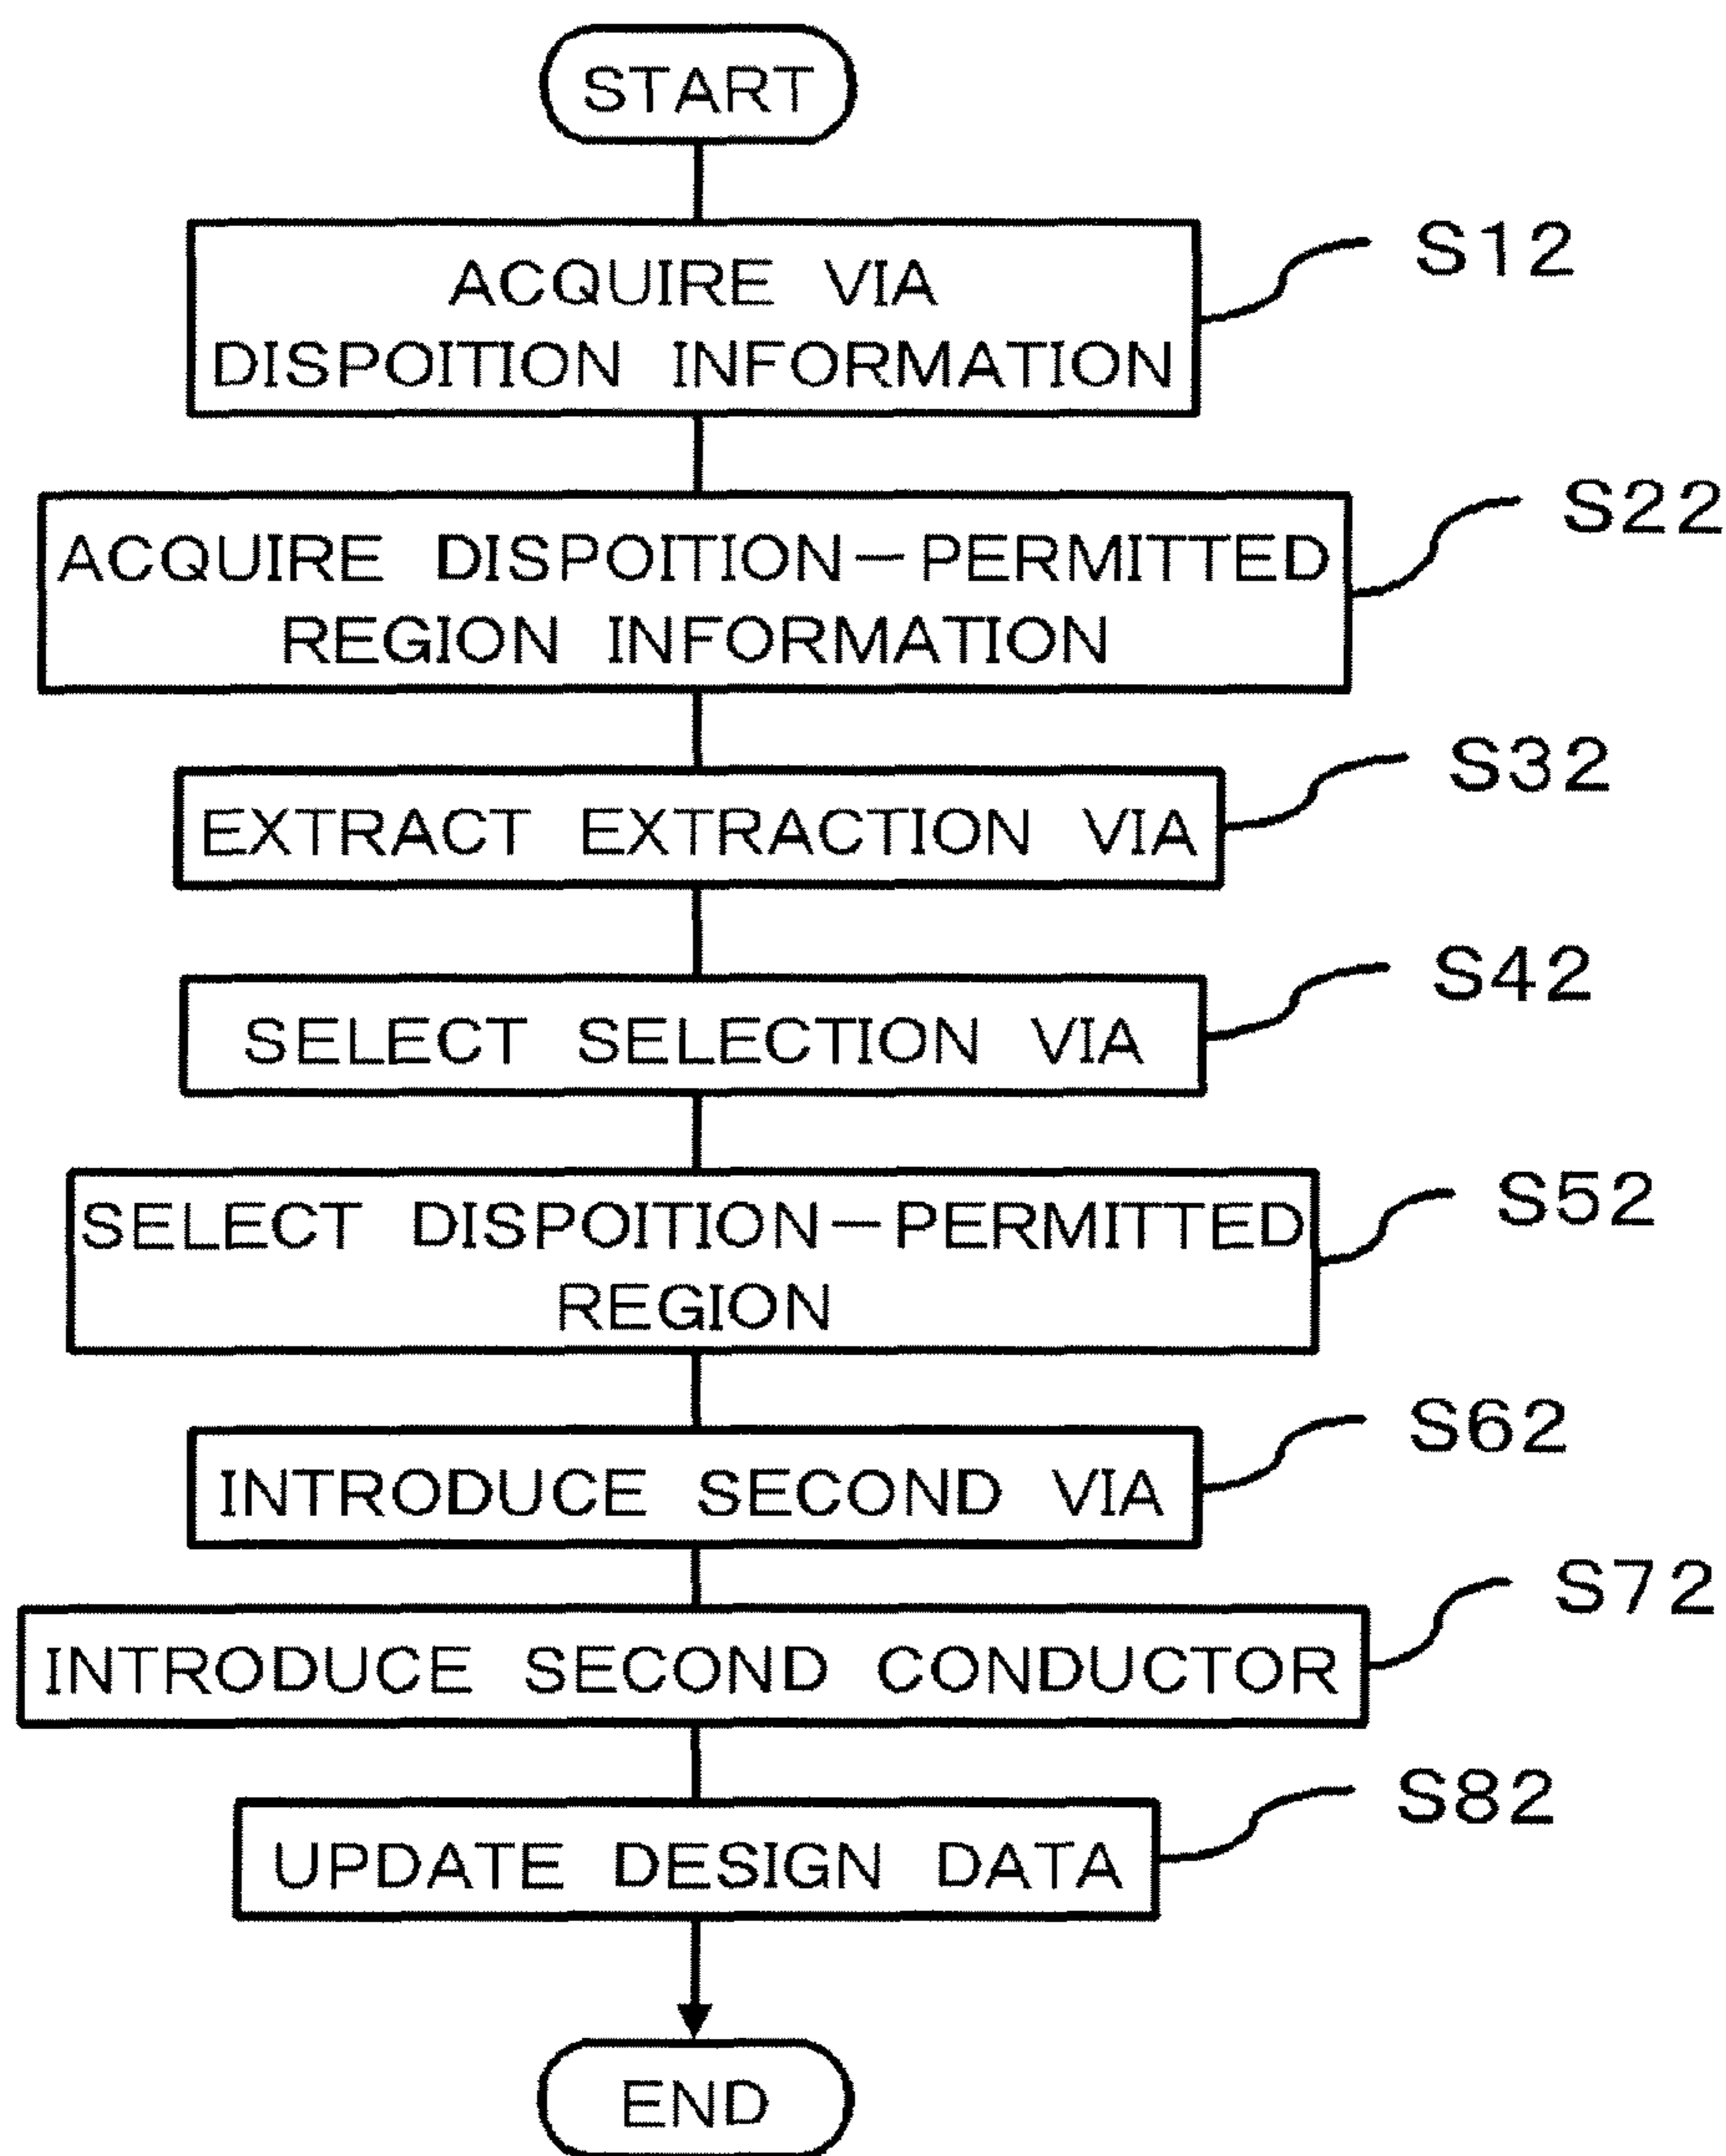 START
ACQUIRE VIA
DISPOITION INFORMATION
S12
ACQUIRE DISPOITION-PERMITTED
REGION INFORMATION
S22
EXTRACT EXTRACTION VIA
S32
SELECT SELECTION VIA
S42
SELECT DISPOITION-PERMITTED
REGION
S52
INTRODUCE SECOND VIA
S62
INTRODUCE SECOND CONDUCTOR
S72
UPDATE DESIGN DATA
S82
END